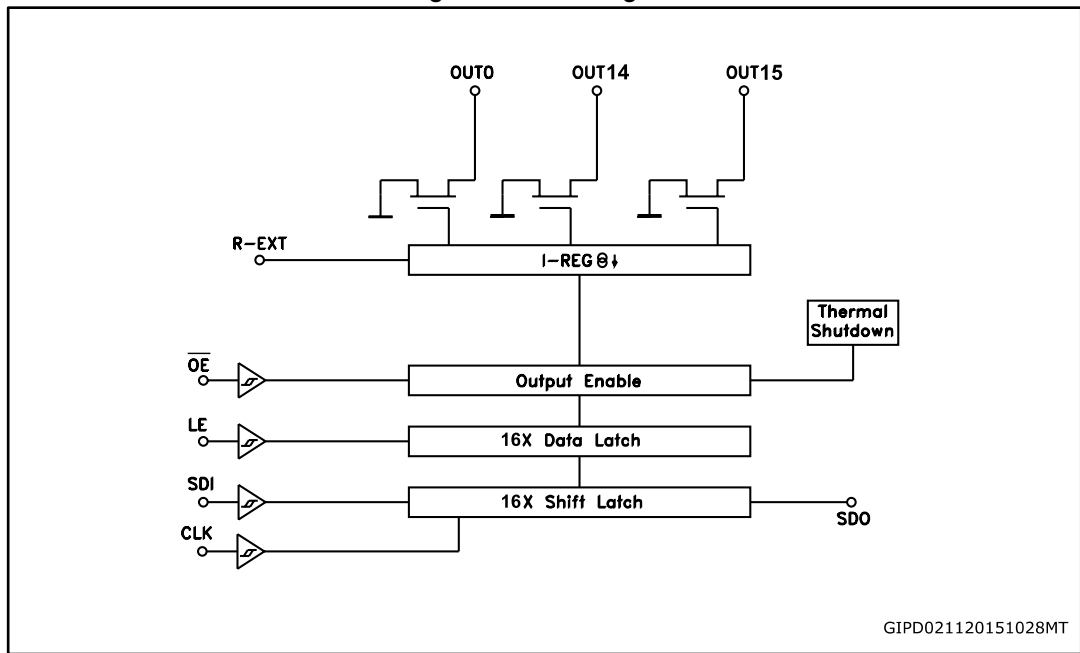 OUT0 OUT14 OUT15
R-EXT
I-REG
Thermal
Shutdown
OE
Output Enable
LE
16X Data Latch
SDI
16X Shift Latch
SDO
CLK
GIPD021120151028MT